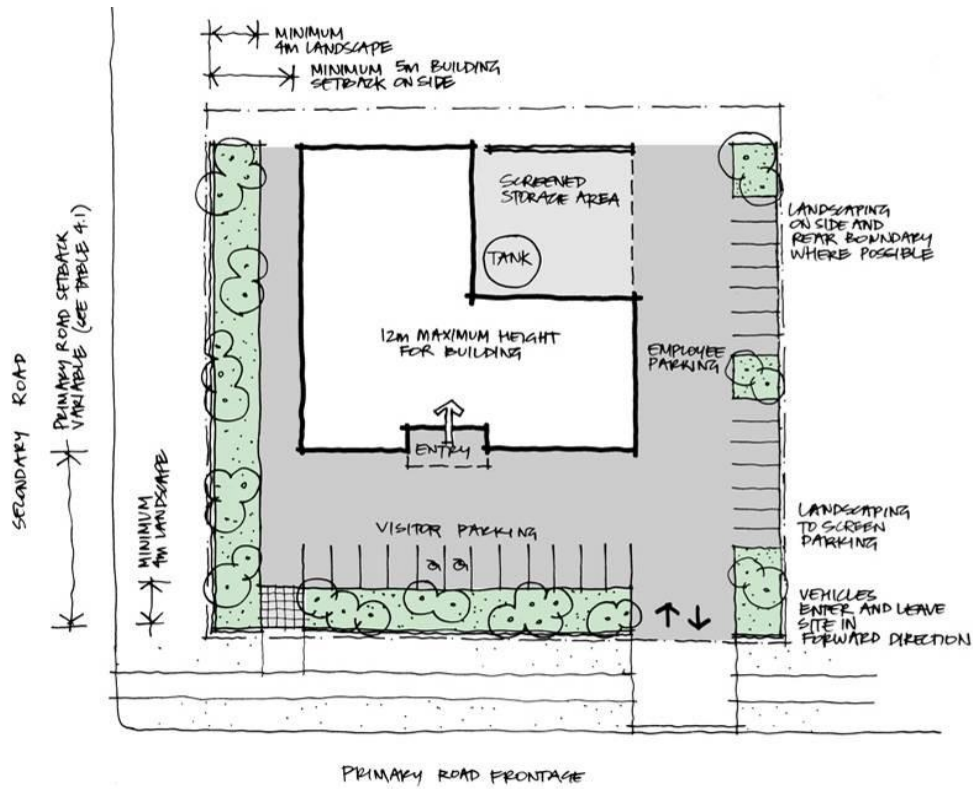 MINIMUM
4M LANDSCAPE
MINIMUM 5M BUILDING
SETBACK ON SIDE
SCREENED
STORAGE AREA
TANK
LANDSCAPING
ON SIDE AND
REAR BOUNDARY
WHERE POSSIBLE
12M MAXIMUM HEIGHT
FOR BUILDING
EMPLOYEE
PARKING
ENTRY
SECONDARY ROAD
PRIMARY ROAD SETBACK
VARIABLE (SEE TABLE 4.1)
MINIMUM
4M LANDSCAPE
VISITOR PARKING
LANDSCAPING
TO SCREEN
PARKING
VEHICLES
ENTER AND LEAVE
SITE IN
FORWARD DIRECTION
PRIMARY ROAD FRONTAGE